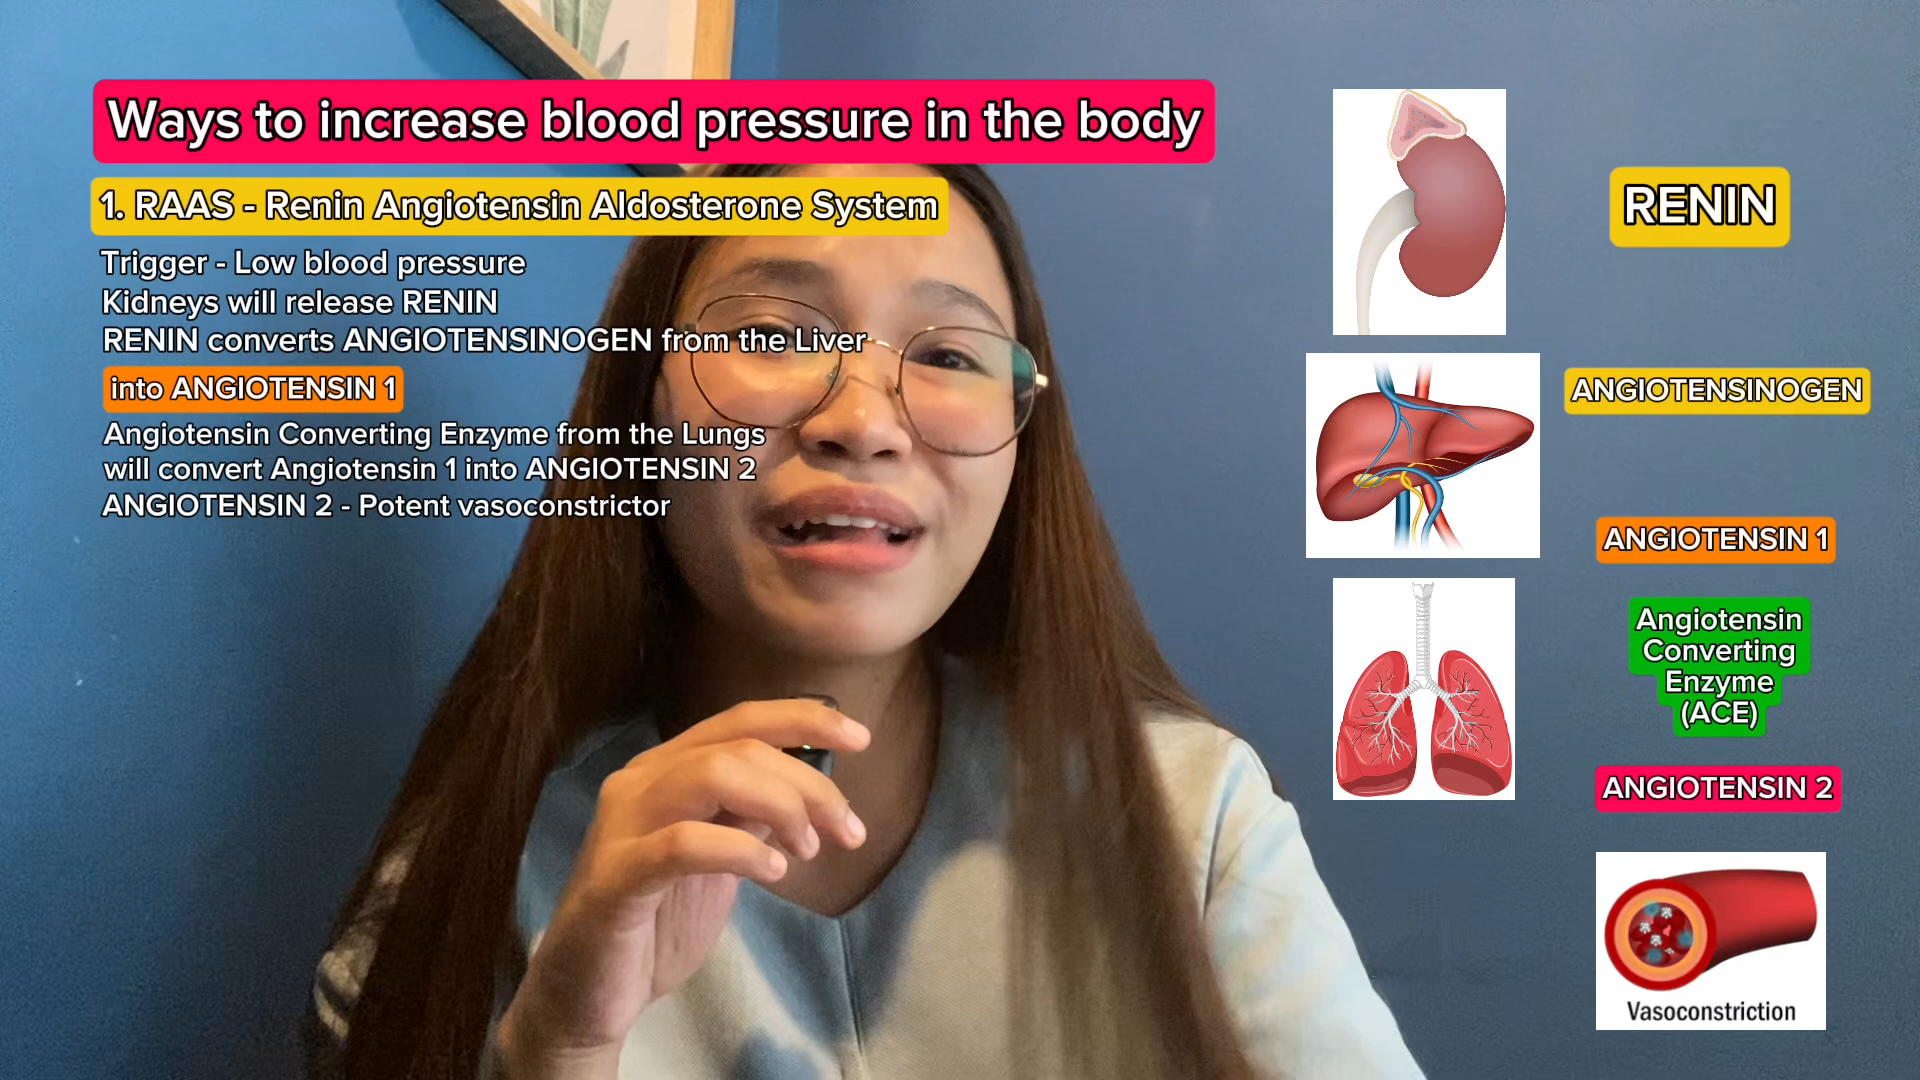 Ways to increase blood pressure in the body
1. RAAS - Renin Angiotensin Aldosterone System
Trigger - Low blood pressure
Kidneys will release RENIN
RENIN converts ANGIOTENSINOGEN from the Liver
into ANGIOTENSIN 1
Angiotensin Converting Enzyme from the Lungs
will convert Angiotensin 1 into ANGIOTENSIN 2
ANGIOTENSIN 2 - Potent vasoconstrictor
RENIN
ANGIOTENSINOGEN
ANGIOTENSIN 1
Angiotensin
Converting
Enzyme
(ACE)
ANGIOTENSIN 2
Vasoconstriction